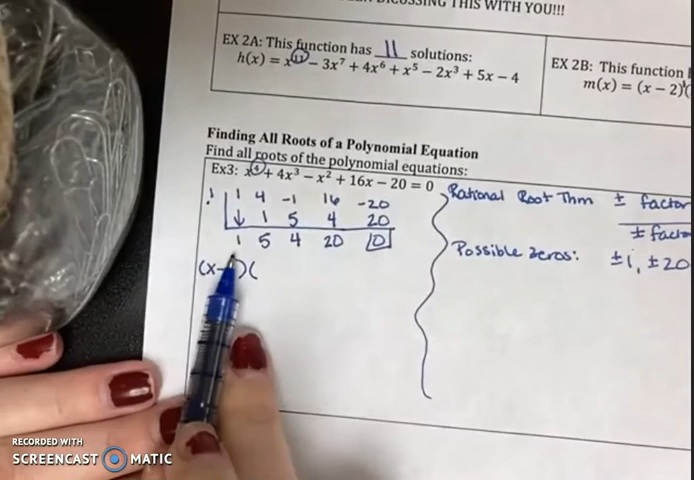 THIS WITH YOU!!!
EX 2A: This function has 11 solutions:
h(x) = x¹¹ − 3x⁷ + 4x⁶ + x⁵ − 2x³ + 5x − 4
EX 2B: This function
m(x) = (x − 2)⁴(
Finding All Roots of a Polynomial Equation
Find all roots of the polynomial equations:
Ex3: x⁴ + 4x³ − x² + 16x − 20 = 0
1 4 -1 16 -20
↓ 1 5 4 20
1 5 4 20 0
(x-1)(
Rational Root Thm ± factor
± factor
Possible Zeros: ±1, ±20
RECORDED WITH
SCREENCAST MATIC